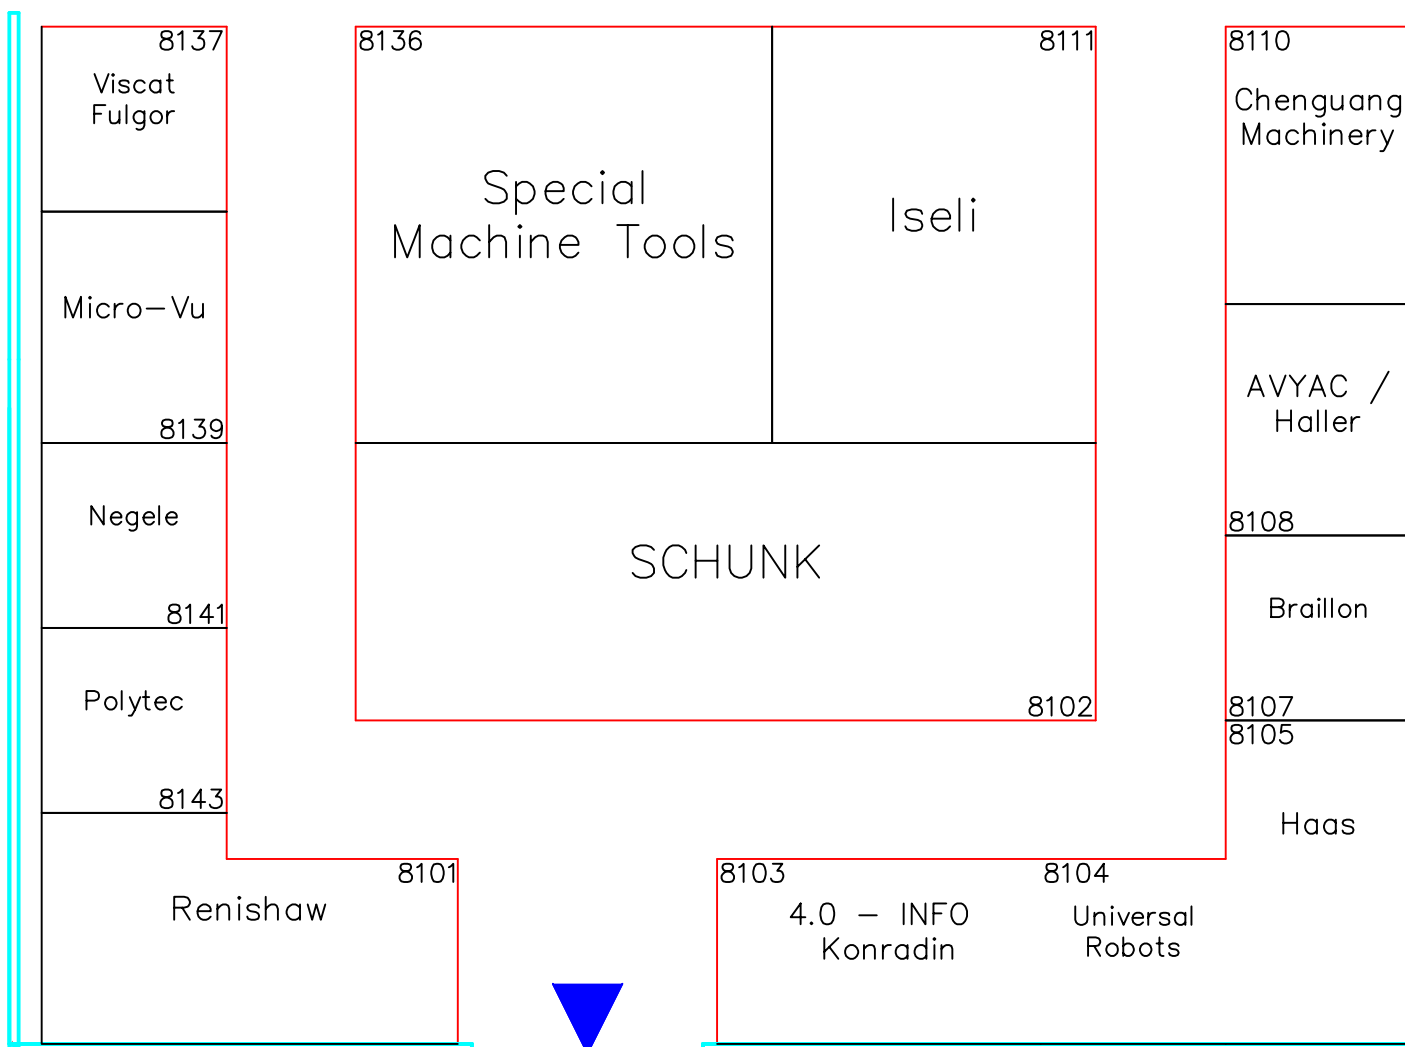 8137
Viscat
Fulgor
Micro-Vu
8139
Negele
8141
Polytec
8143
Renishaw
8101
8136
Special
Machine Tools
8111
Iseli
SCHUNK
8102
8103
4.0 - INFO
Konradin
8104
Universal
Robots
8110
Chenguang
Machinery
AVYAC /
Haller
8108
Braillon
8107
8105
Haas